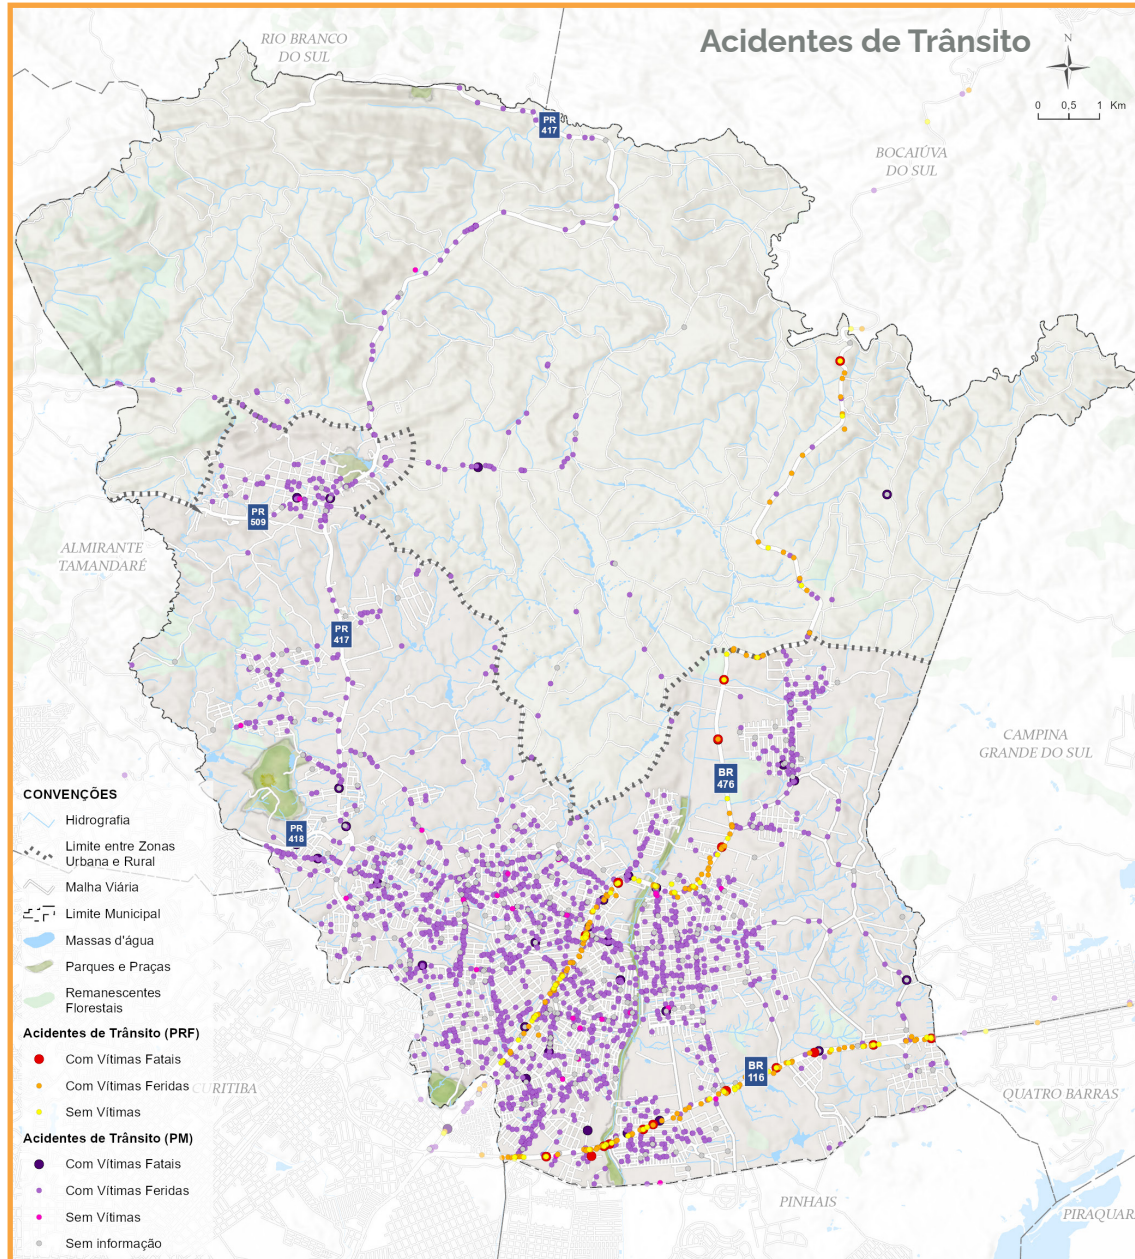 Acidentes de Trânsito
RIO BRANCO
DO SUL
N
0 0,5 1 Km
PR
417
BOCAIÚVA
DO SUL
PR
509
ALMIRANTE
TAMANDARÉ
PR
417
CAMPINA
GRANDE DO SUL
BR
476
PR
418
CONVENÇÕES
Hidrografia
Limite entre Zonas
Urbana e Rural
Malha Viária
Limite Municipal
Massas d'água
Parques e Praças
Remanescentes
Florestais
Acidentes de Trânsito (PRF)
Com Vítimas Fatais
Com Vítimas Feridas
Sem Vítimas
Acidentes de Trânsito (PM)
Com Vítimas Fatais
Com Vítimas Feridas
Sem Vítimas
Sem informação
CURITIBA
BR
116
QUATRO BARRAS
PINHAIS
PIRAQUAR